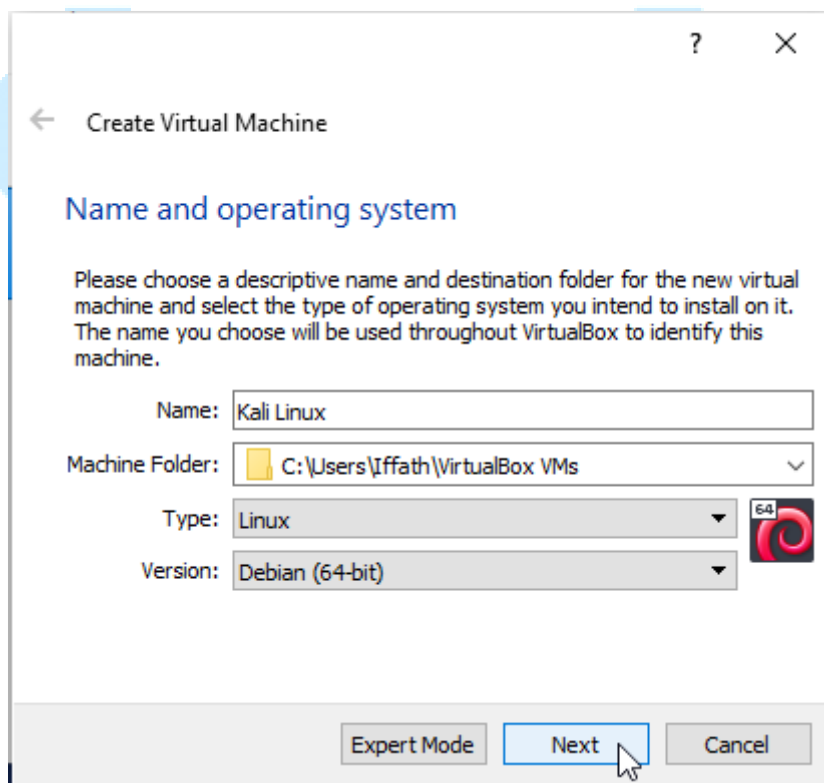 ?
Create Virtual Machine
Name and operating system
Please choose a descriptive name and destination folder for the new virtual
machine and select the type of operating system you intend to install on it.
The name you choose will be used throughout VirtualBox to identify this
machine.
Name: Kali Linux
Machine Folder: C:\Users\Iffath\VirtualBox VMs
Type: Linux
64
Version: Debian (64-bit)
Expert Mode Next Cancel